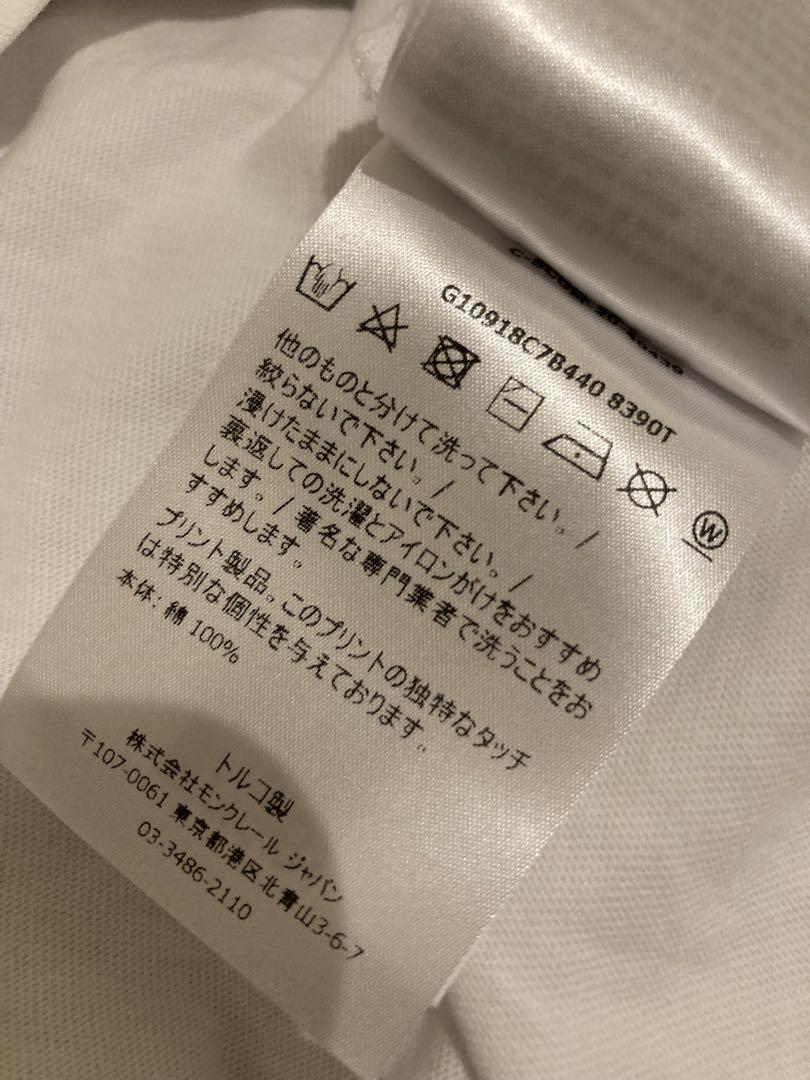 G10918C7B440 8390T
W
他のものと分けて洗って下さい。/
絞らないで下さい。/
浸けたままにしないで下さい。/
裏返しての洗濯とアイロンがけをおすすめ
します。/ 著名な専門業者で洗うことをお
すすめします。
プリント製品。このプリントの独特なタッチ
は特別な個性を与えております。
本体: 綿 100%
トルコ製
株式会社モンクレール ジャパン
〒107-0061 東京都港区北青山3-6-7
03-3486-2110